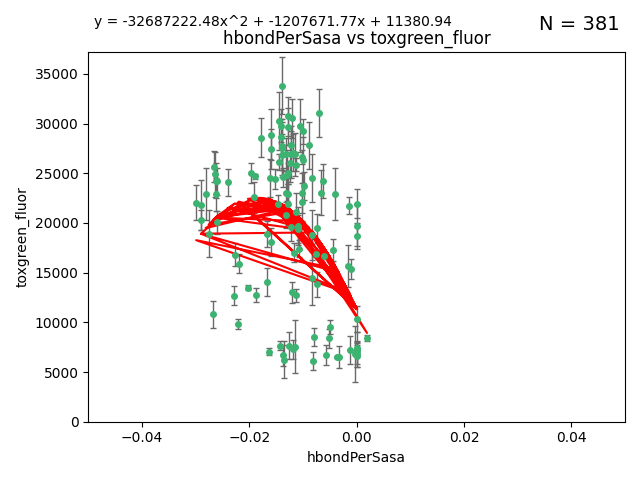 y = -32687222.48x^2 + -1207671.77x + 11380.94
N = 381
hbondPerSasa vs toxgreen_fluor
35000
30000
25000
20000
15000
10000
5000
0
toxgreen_fluor
−0.04
−0.02
0.00
0.02
0.04
hbondPerSasa